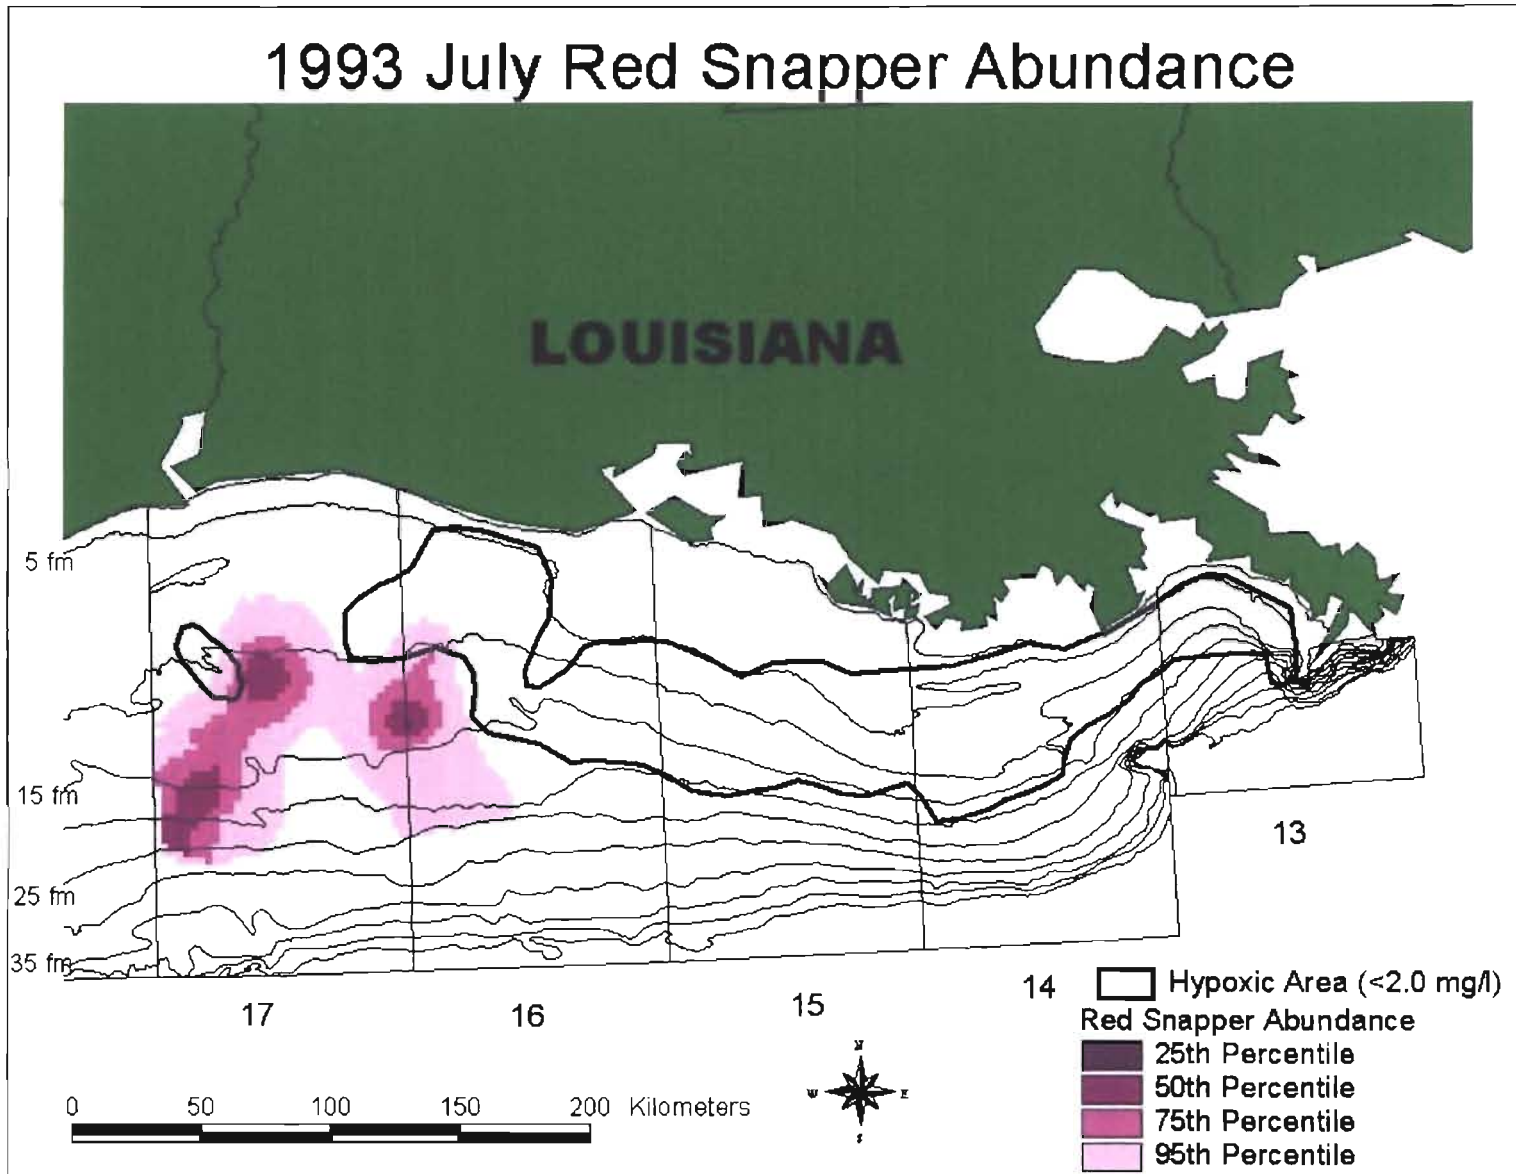 1993 July Red Snapper Abundance
LOUISIANA
5 fm
15 fm
25 fm
35 fm
13
14
15
16
17
Hypoxic Area (<2.0 mg/l)
Red Snapper Abundance
25th Percentile
50th Percentile
75th Percentile
95th Percentile
0 50 100 150 200 Kilometers
N
W E
S